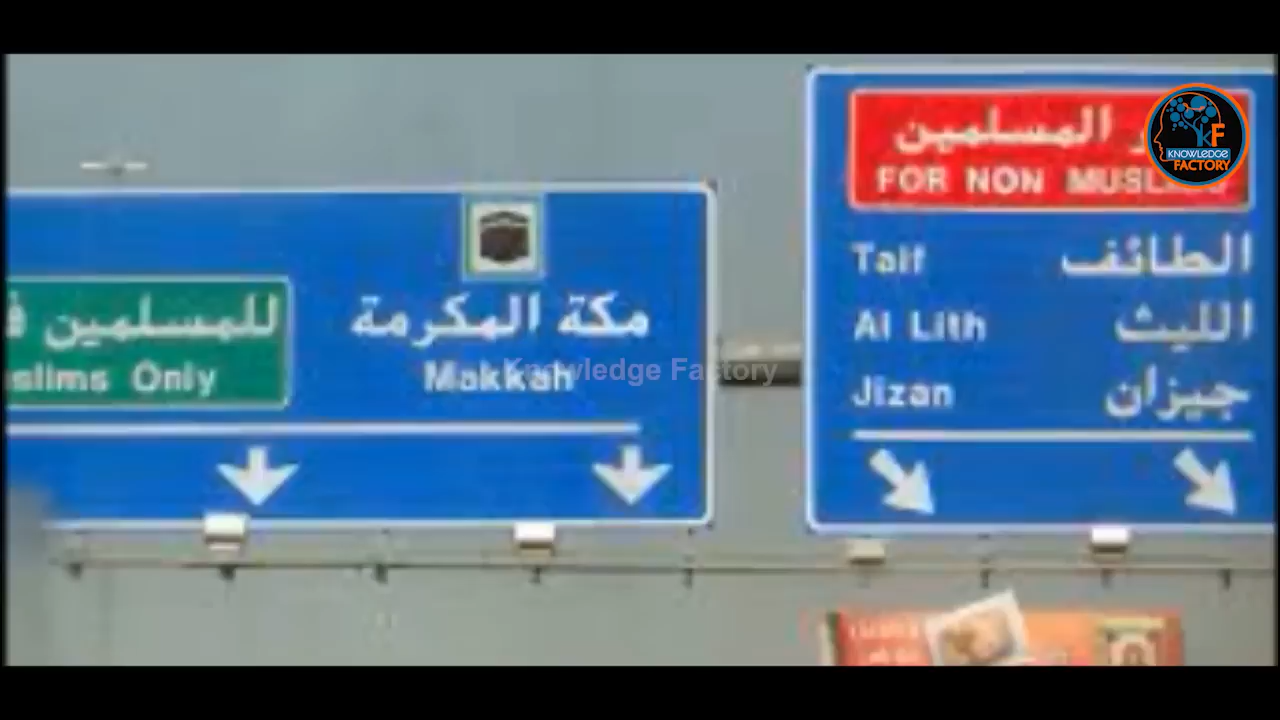 للمسلمين
Only
مكة المكرمة
Makkah
المسلمين
FOR NON
Taif الطائف
Al Lith الليث
Jizan جيزان
Knowledge Factory
KF
KNOWLEDGE
FACTORY